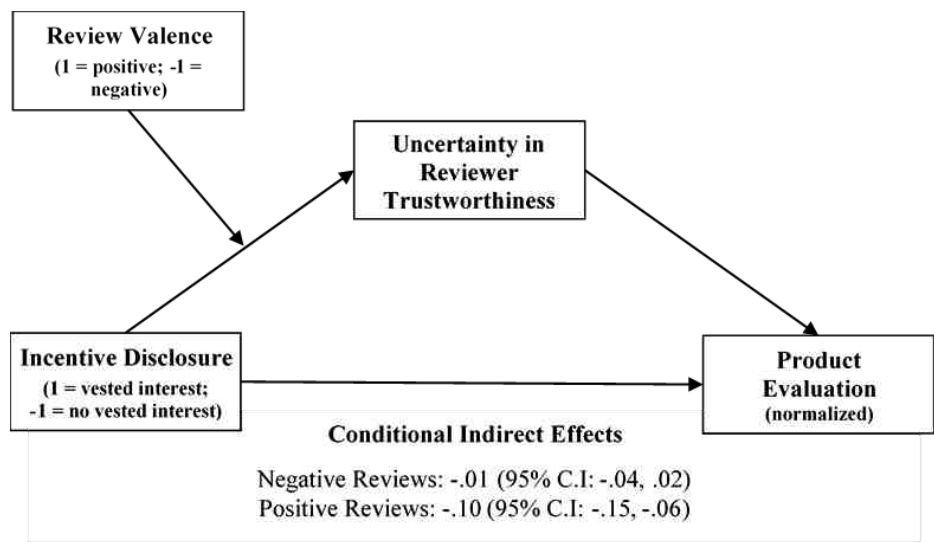 Review Valence
(1 = positive; -1 =
negative)
Uncertainty in
Reviewer
Trustworthiness
Incentive Disclosure
(1 = vested interest;
-1 = no vested interest)
Product
Evaluation
(normalized)
Conditional Indirect Effects
Negative Reviews: -.01 (95% C.I: -.04, .02)
Positive Reviews: -.10 (95% C.I: -.15, -.06)